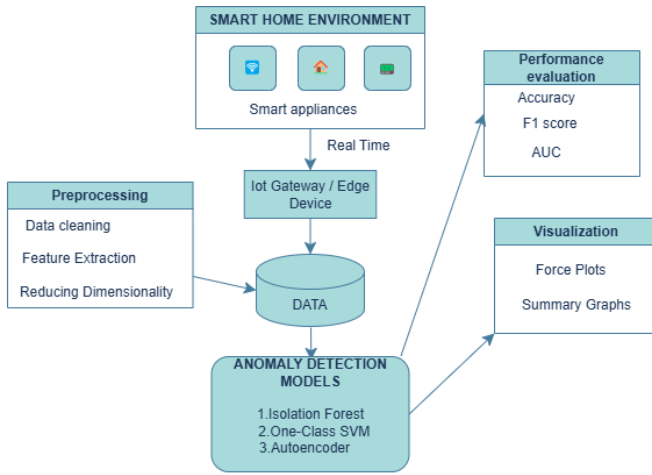 SMART HOME ENVIRONMENT
Smart appliances
Real Time
Iot Gateway / Edge
Device
Preprocessing
Data cleaning
Feature Extraction
Reducing Dimensionality
DATA
ANOMALY DETECTION
MODELS
1.Isolation Forest
2.One-Class SVM
3.Autoencoder
Performance
evaluation
Accuracy
F1 score
AUC
Visualization
Force Plots
Summary Graphs